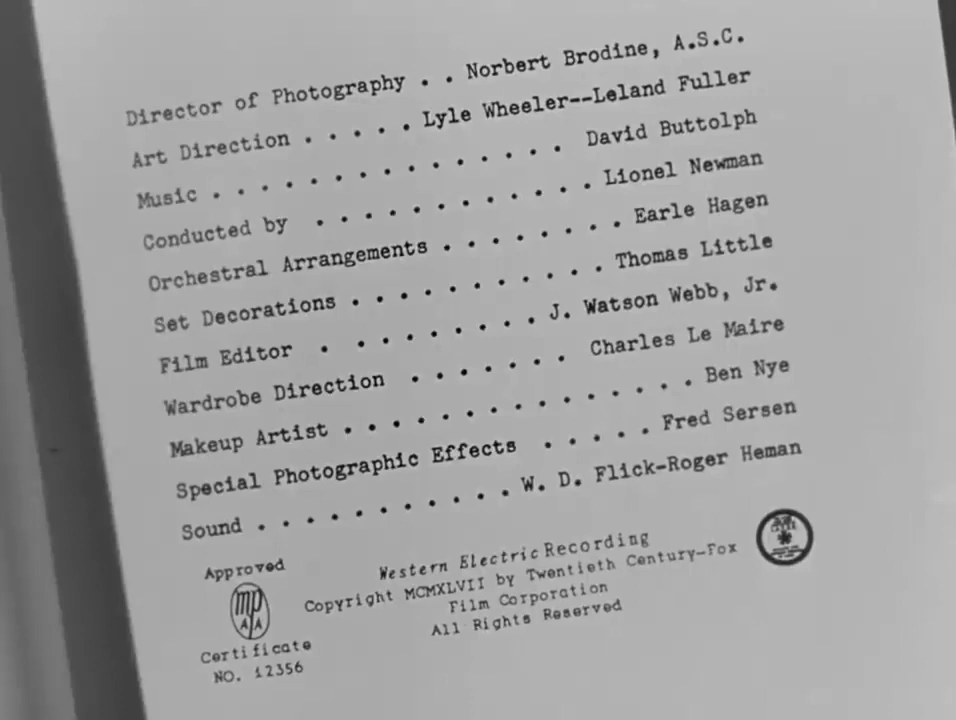 Director of Photography . . Norbert Brodine, A.S.C.
Art Direction . . . . . Lyle Wheeler--Leland Fuller
Music . . . . . . . . . . . . . . . David Buttolph
Conducted by . . . . . . . . . . . . Lionel Newman
Orchestral Arrangements . . . . . . . . Earle Hagen
Set Decorations . . . . . . . . . . . Thomas Little
Film Editor . . . . . . . . . J. Watson Webb, Jr.
Wardrobe Direction . . . . . . . Charles Le Maire
Makeup Artist . . . . . . . . . . . . . . . Ben Nye
Special Photographic Effects . . . . . Fred Sersen
Sound . . . . . . . . . . . W. D. Flick-Roger Heman
Approved
MPAA
Certificate
NO. 12356
Western Electric Recording
Copyright MCMXLVII by Twentieth Century-Fox
Film Corporation
All Rights Reserved